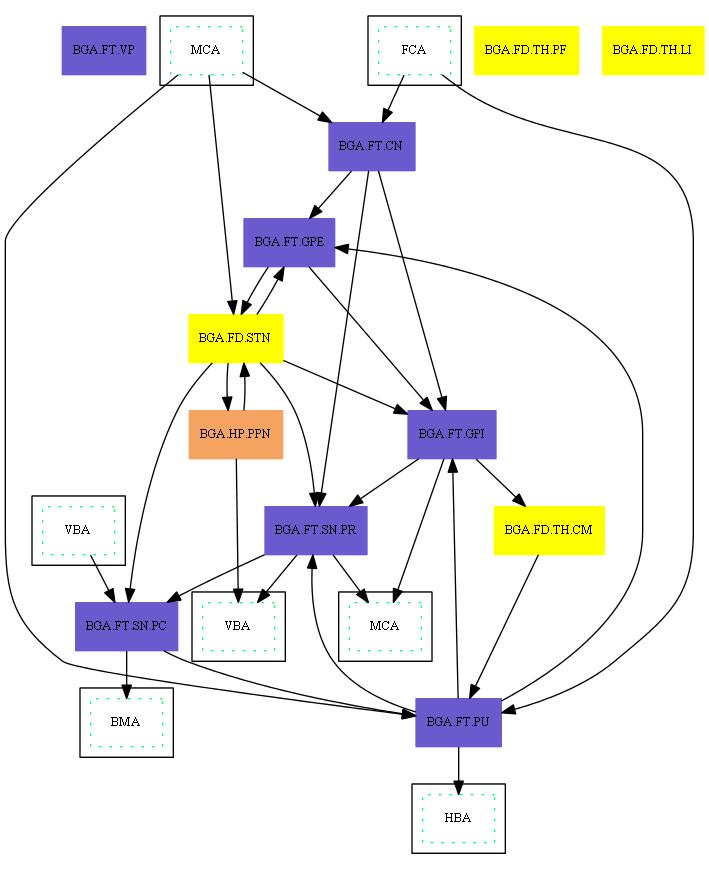 BGA.FT.VP
MCA
FCA
BGA.FD.TH.PF
BGA.FD.TH.LI
BGA.FT.CN
BGA.FT.GPE
BGA.FD.STN
BGA.HP.PPN
BGA.FT.GPI
VBA
BGA.FT.SN.PR
BGA.FD.TH.CM
BGA.FT.SN.PC
VBA
MCA
BMA
BGA.FT.PU
HBA